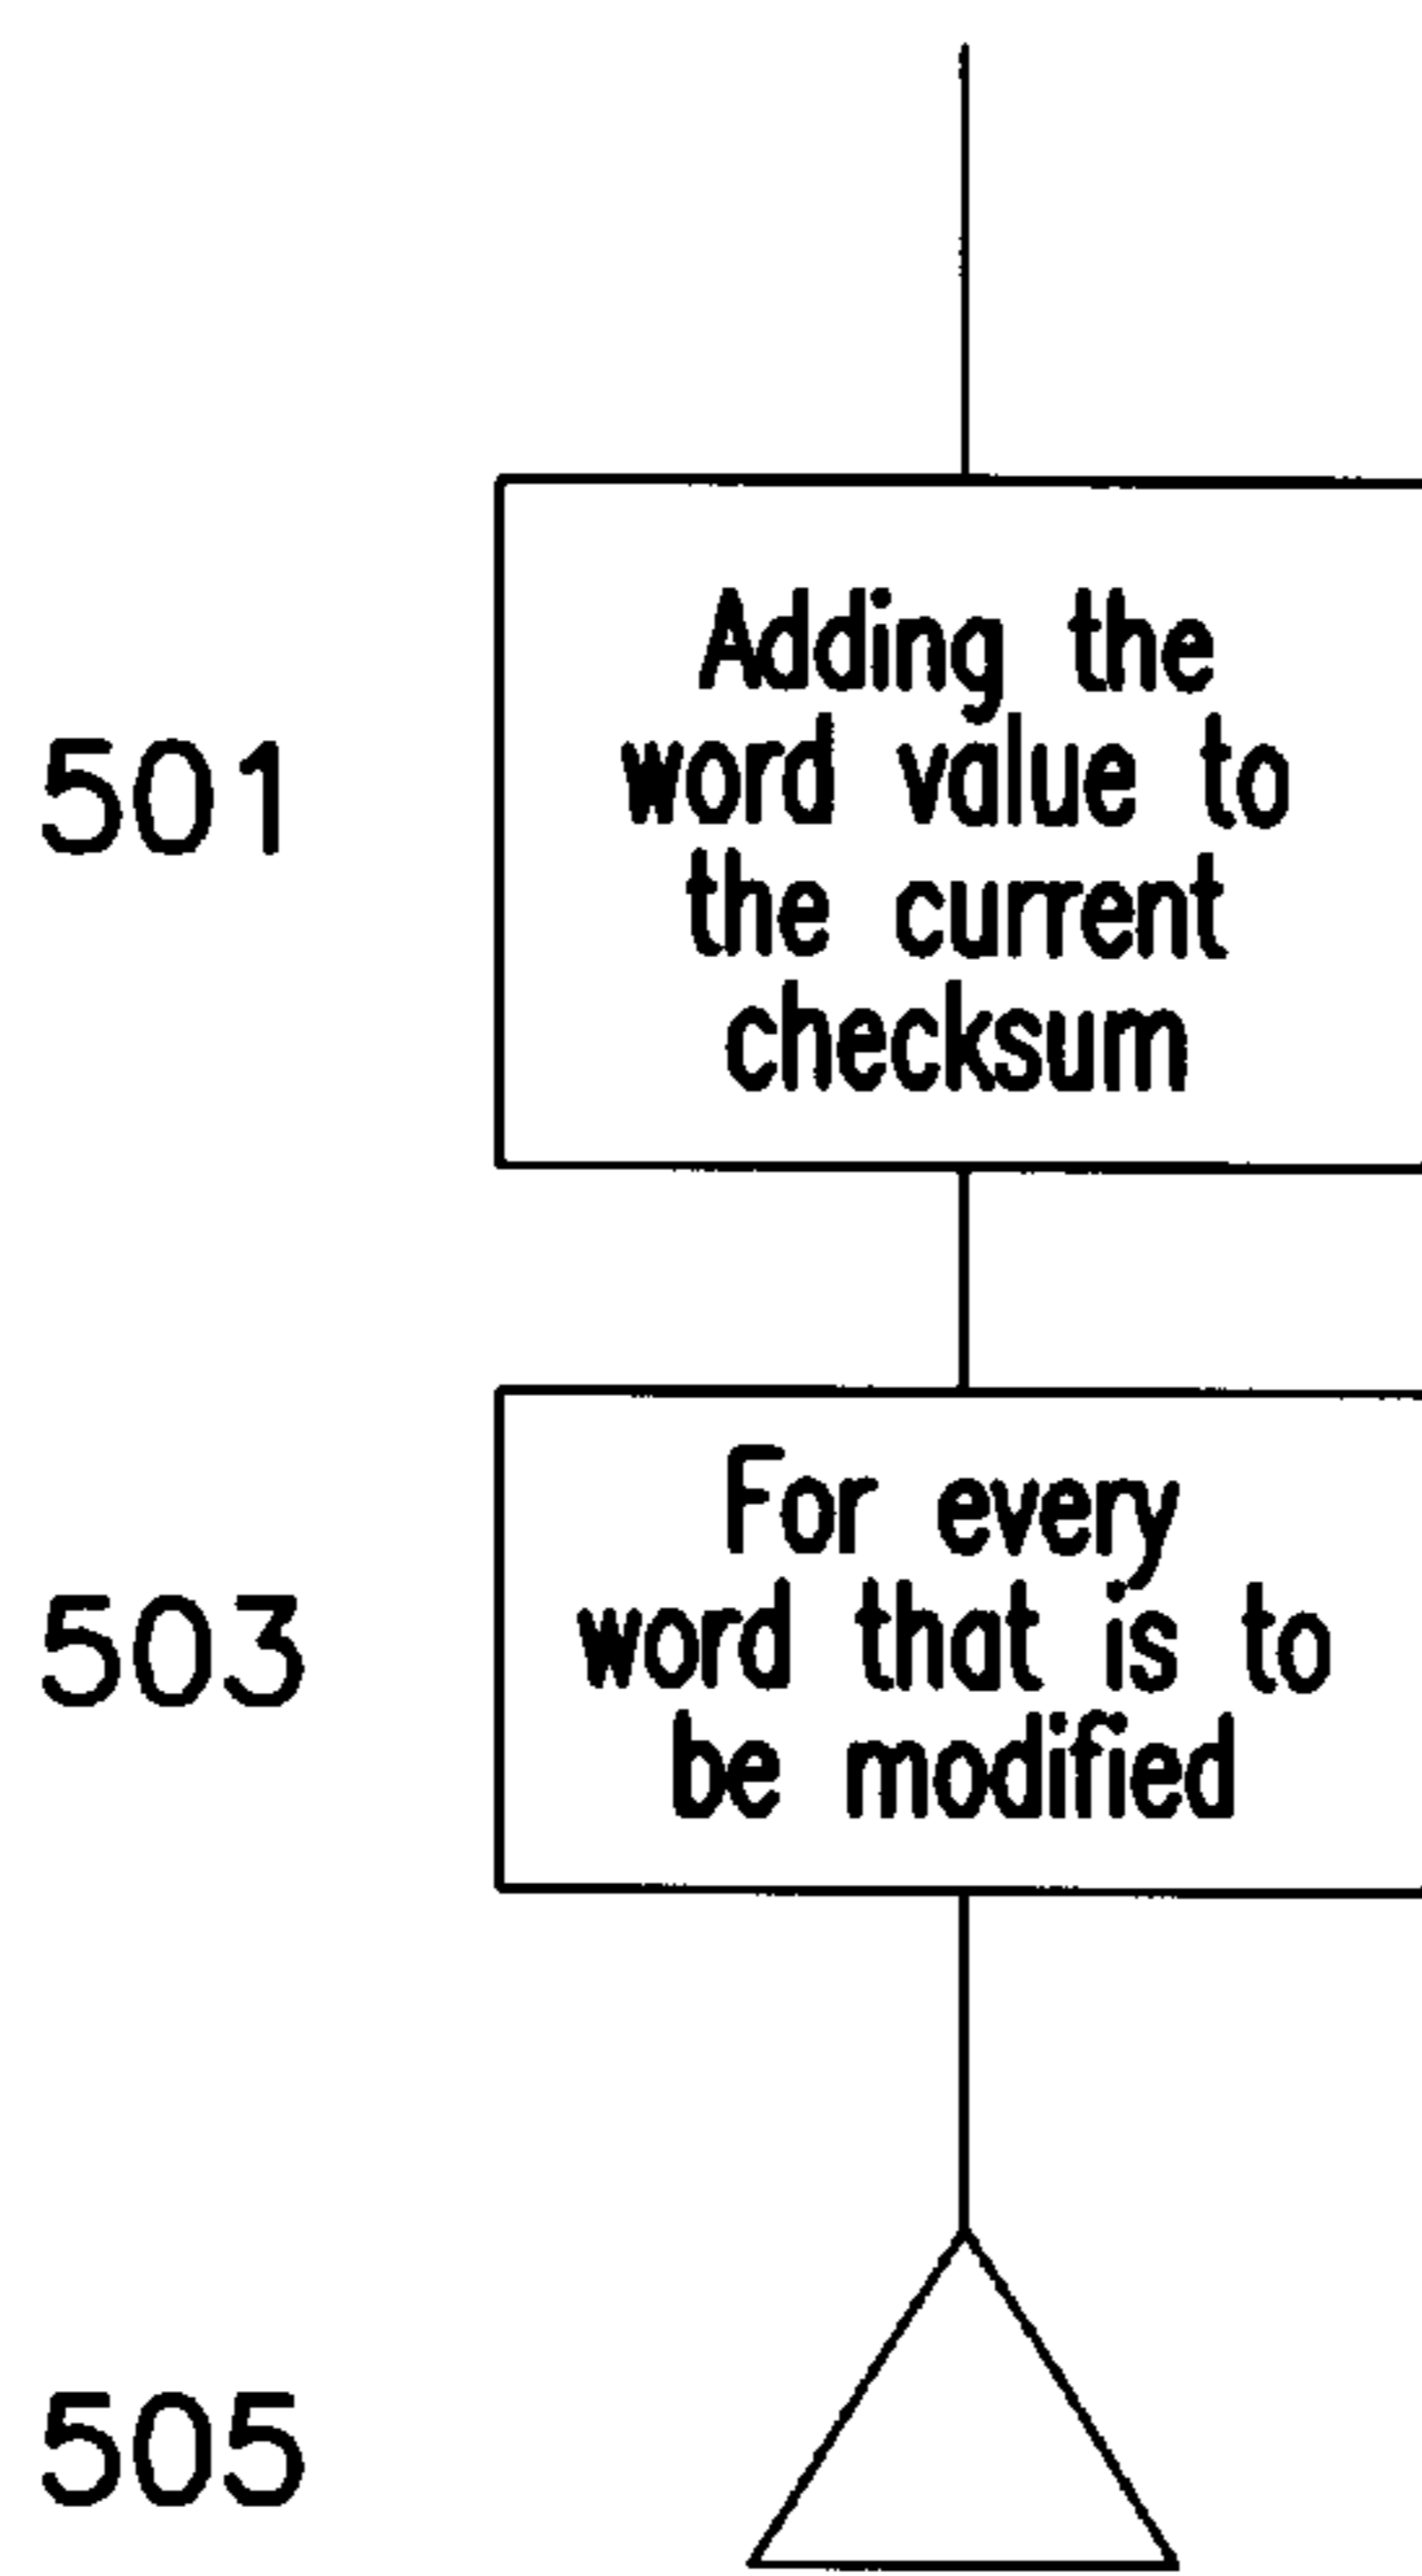 Adding the
word value to
501
the current
checksum
For every
503
word that is to
be modified
505